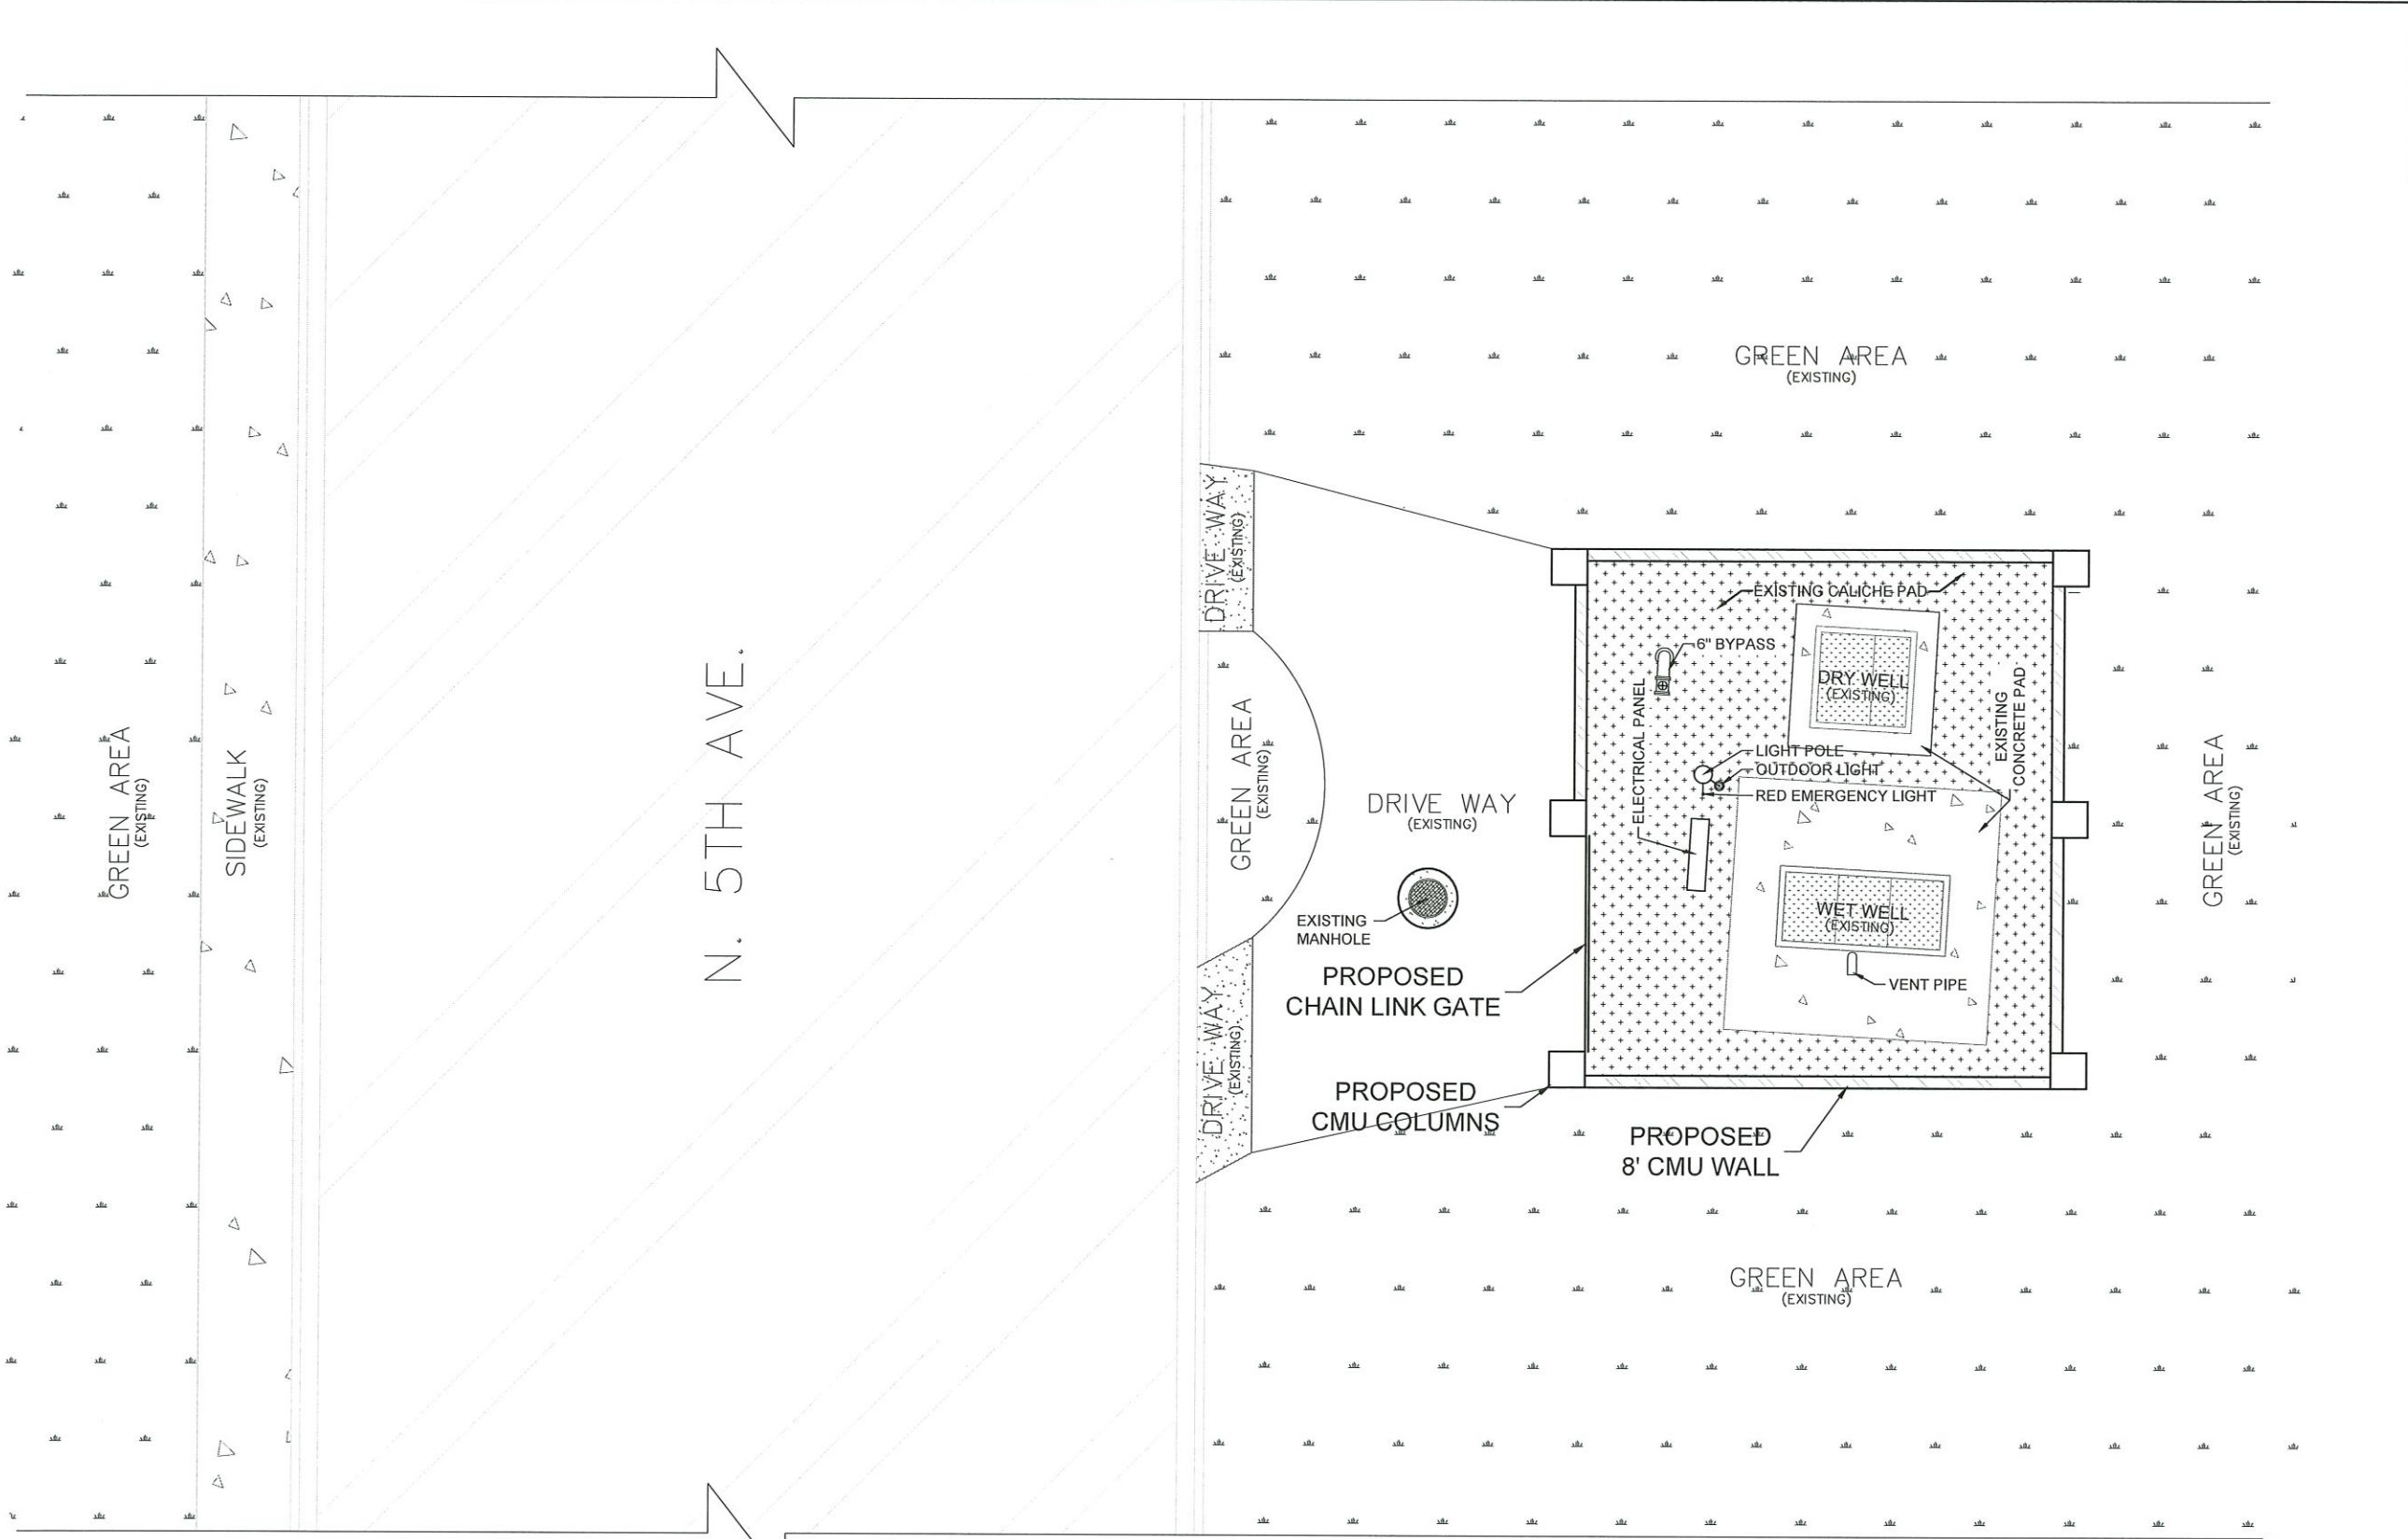 GREEN AREA
(EXISTING)
SIDEWALK
(EXISTING)
N. 5TH AVE.
DRIVE WAY
(EXISTING)
GREEN AREA
(EXISTING)
DRIVE WAY
(EXISTING)
DRIVE WAY
(EXISTING)
EXISTING
MANHOLE
PROPOSED
CHAIN LINK GATE
PROPOSED
CMU COLUMNS
PROPOSED
8' CMU WALL
GREEN AREA
(EXISTING)
EXISTING CALICHE PAD
6" BYPASS
ELECTRICAL PANEL
DRY WELL
(EXISTING)
LIGHT POLE
OUTDOOR LIGHT
RED EMERGENCY LIGHT
EXISTING
CONCRETE PAD
WET WELL
(EXISTING)
VENT PIPE
GREEN AREA
(EXISTING)
GREEN AREA
(EXISTING)